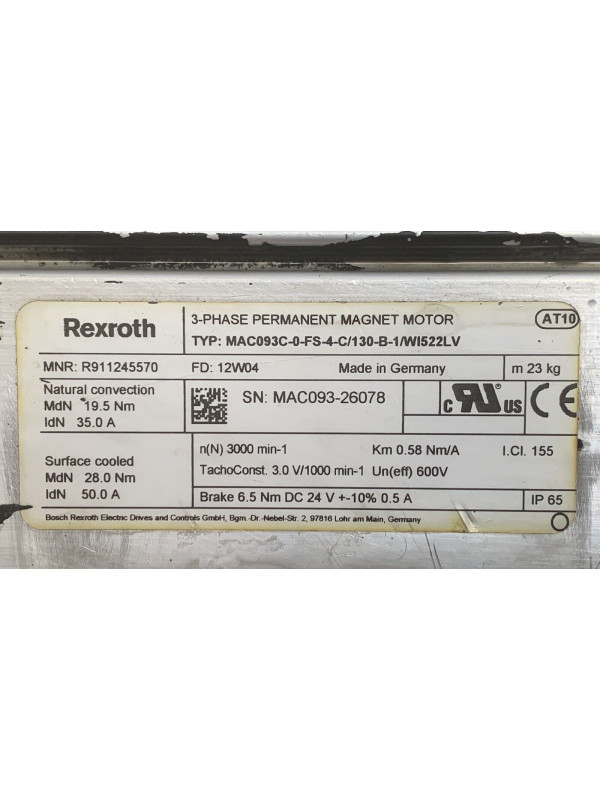 Rexroth
3-PHASE PERMANENT MAGNET MOTOR
AT10
TYP: MAC093C-0-FS-4-C/130-B-1/WI522LV
MNR: R911245570 FD: 12W04 Made in Germany m 23 kg
Natural convection
MdN 19.5 Nm
IdN 35.0 A
SN: MAC093-26078
c RU US CE
Surface cooled
MdN 28.0 Nm
IdN 50.0 A
n(N) 3000 min-1 Km 0.58 Nm/A I.Cl. 155
TachoConst. 3.0 V/1000 min-1 Un(eff) 600V
Brake 6.5 Nm DC 24 V +-10% 0.5 A IP 65
Bosch Rexroth Electric Drives and Controls GmbH, Bgm.-Dr.-Nebel-Str. 2, 97816 Lohr am Main, Germany